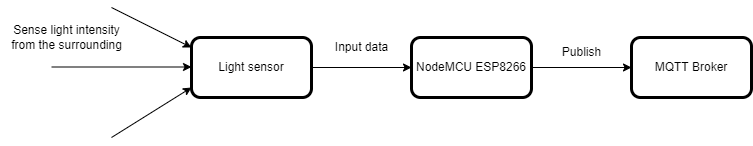 Sense light intensity
from the surrounding
Light sensor
Input data
NodeMCU ESP8266
Publish
MQTT Broker